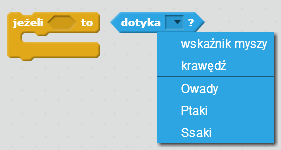 jeżeli to dotyka ?
wskaźnik myszy
krawędź
Owady
Ptaki
Ssaki